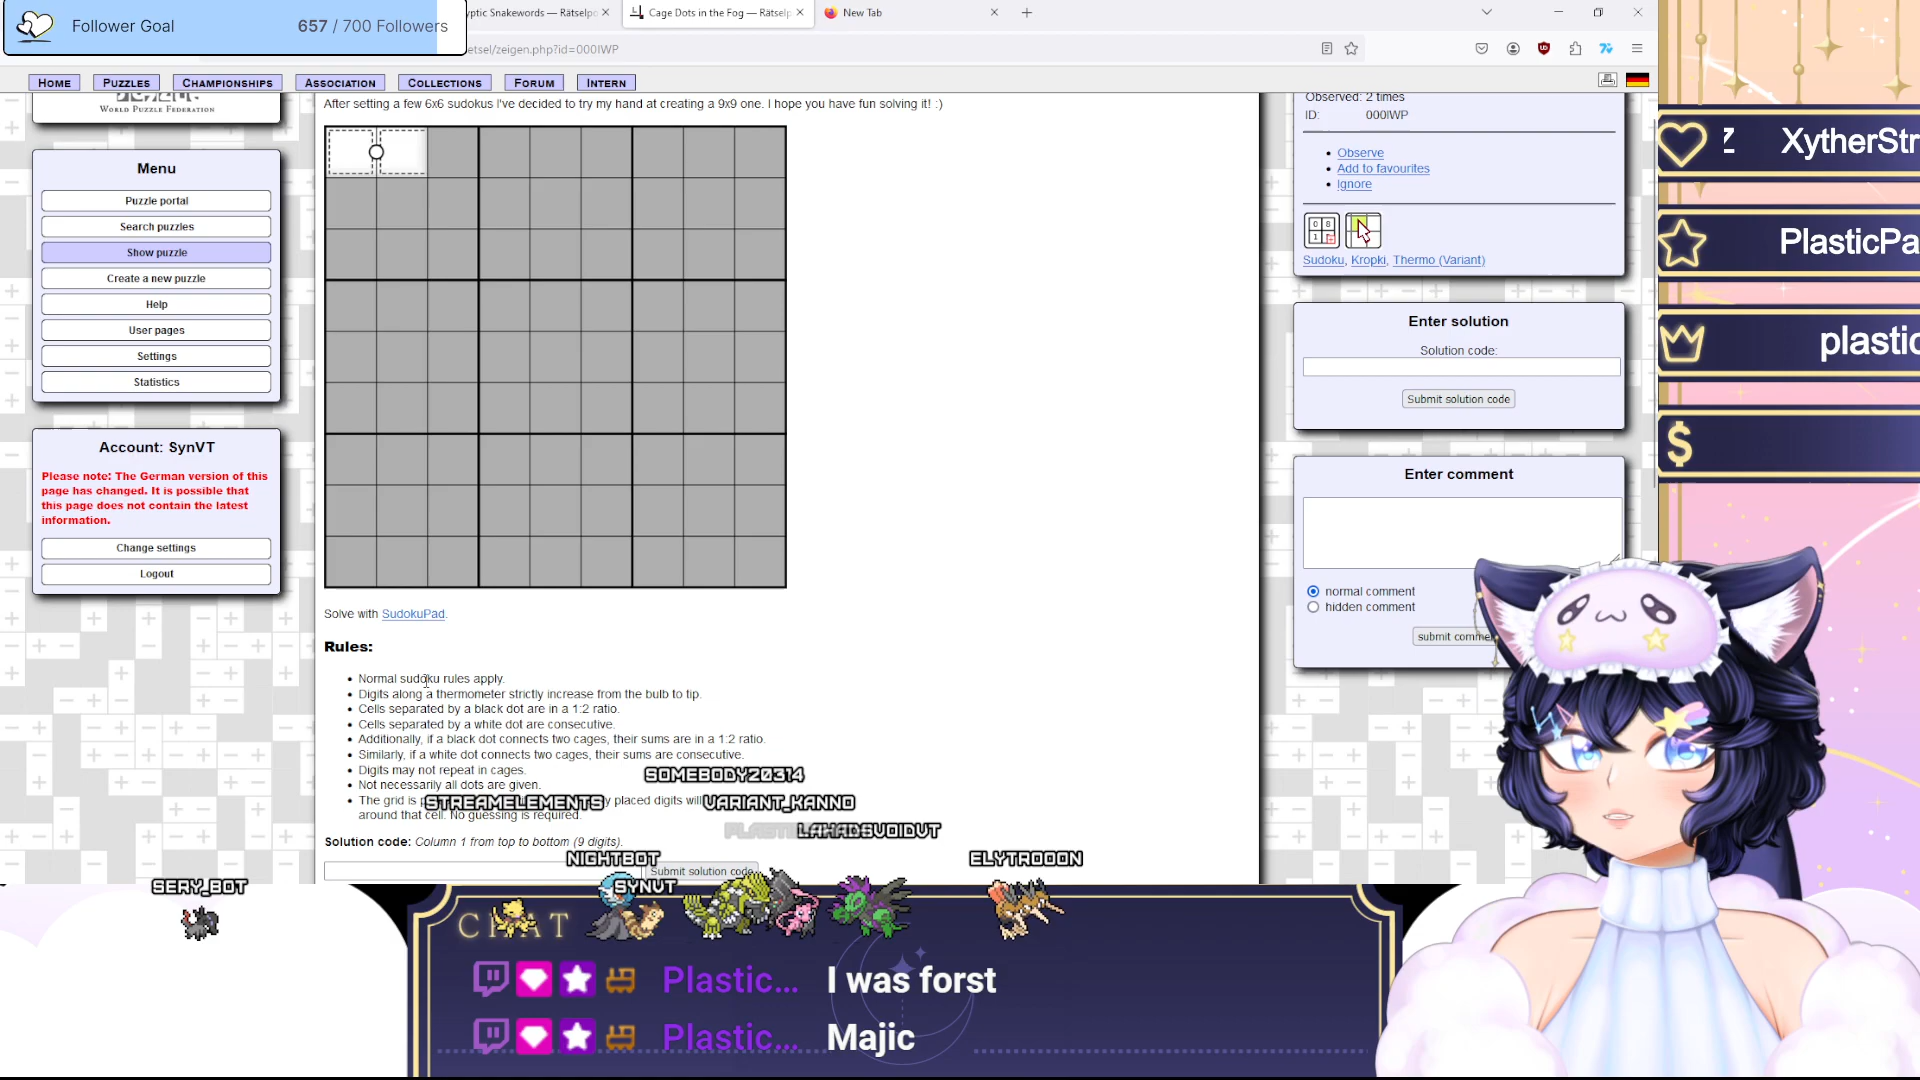 Follower Goal
657 / 700 Followers
yptic Snakewords — Rätselpo
Cage Dots in the Fog — Rätselp
New Tab
etsel/zeigen.php?id=000IWP
HOME
PUZZLES
CHAMPIONSHIPS
ASSOCIATION
COLLECTIONS
FORUM
INTERN
WORLD PUZZLE FEDERATION
Menu
Puzzle portal
Search puzzles
Show puzzle
Create a new puzzle
Help
User pages
Settings
Statistics
Account: SynVT
Please note: The German version of this
page has changed. It is possible that
this page does not contain the latest
information.
Change settings
Logout
After setting a few 6x6 sudokus I've decided to try my hand at creating a 9x9 one. I hope you have fun solving it! :)
Solve with SudokuPad.
Rules:
Normal sudoku rules apply.
Digits along a thermometer strictly increase from the bulb to tip.
Cells separated by a black dot are in a 1:2 ratio.
Cells separated by a white dot are consecutive.
Additionally, if a black dot connects two cages, their sums are in a 1:2 ratio.
Similarly, if a white dot connects two cages, their sums are consecutive.
Digits may not repeat in cages.
Not necessarily all dots are given.
The grid is p y placed digits will
around that cell. No guessing is required.
Solution code: Column 1 from top to bottom (9 digits).
Submit solution code
Observed: 2 times
ID: 000IWP
Observe
Add to favourites
Ignore
Sudoku, Kropki, Thermo (Variant)
Enter solution
Solution code:
Submit solution code
Enter comment
normal comment
hidden comment
submit comme
XytherStr
PlasticPa
plastic
$
SOMEBODY20314
STREAMELEMENTS
VARIANT_KANNO
LAHABSVOIDVT
NIGHTBOT
ELYTROOON
SYNVT
SERY_BOT
CHAT
Plastic... I was forst
Plastic... Majic